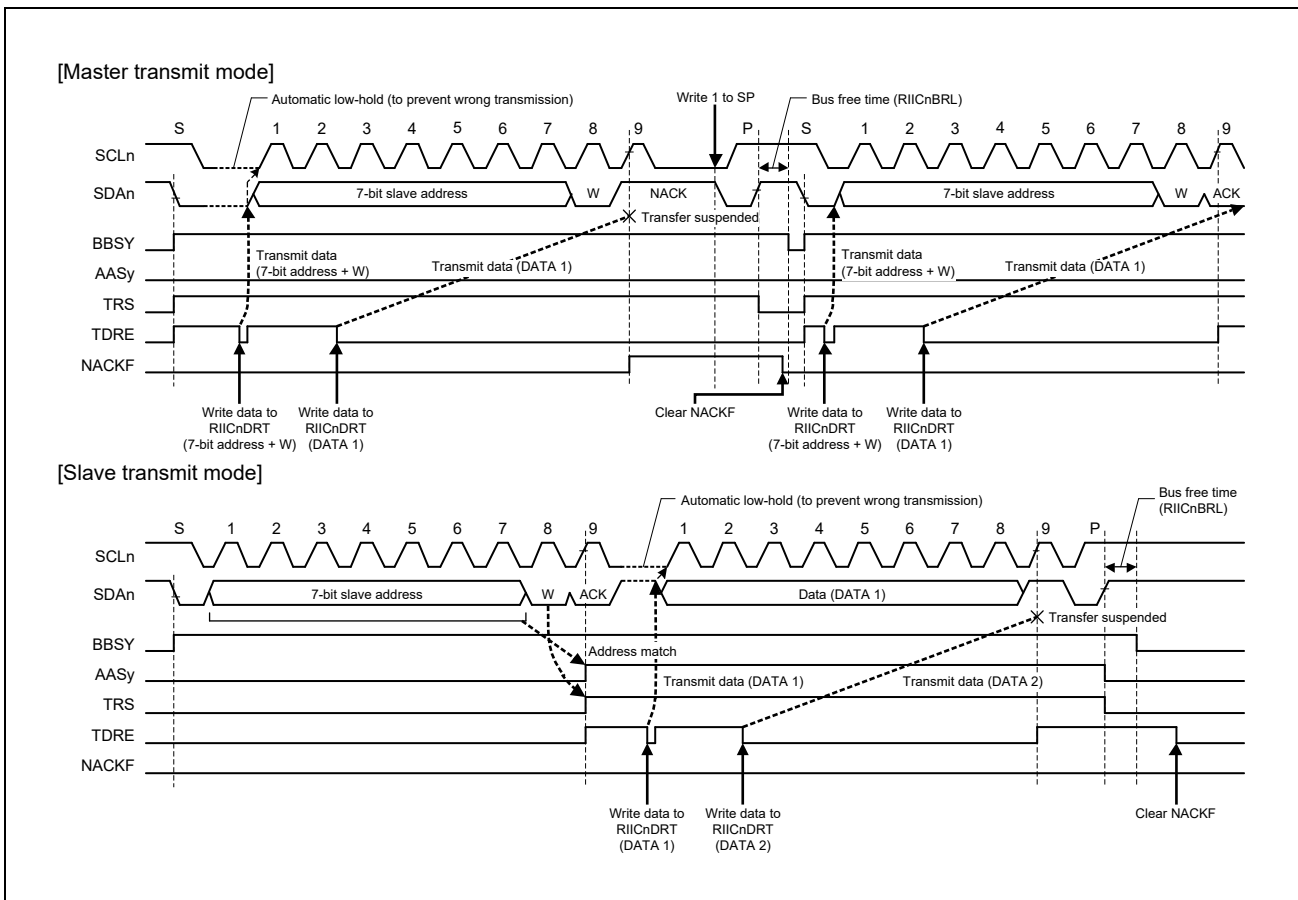 [Master transmit mode]
Automatic low-hold (to prevent wrong transmission)
Write 1 to SP
Bus free time (RIICnBRL)
S 1 2 3 4 5 6 7 8 9 P S 1 2 3 4 5 6 7 8 9
SCLn
SDAn 7-bit slave address W NACK 7-bit slave address W ACK
Transfer suspended
BBSY
Transmit data
(7-bit address + W)
Transmit data (DATA 1)
Transmit data
(7-bit address + W)
Transmit data (DATA 1)
AASy
TRS
TDRE
NACKF
Write data to
RIICnDRT
(7-bit address + W)
Write data to
RIICnDRT
(DATA 1)
Clear NACKF
Write data to
RIICnDRT
(7-bit address + W)
Write data to
RIICnDRT
(DATA 1)
[Slave transmit mode]
Automatic low-hold (to prevent wrong transmission)
Bus free time
(RIICnBRL)
S 1 2 3 4 5 6 7 8 9 1 2 3 4 5 6 7 8 9 P
SCLn
SDAn 7-bit slave address W ACK Data (DATA 1)
Transfer suspended
BBSY
Address match
AASy
Transmit data (DATA 1)
Transmit data (DATA 2)
TRS
TDRE
NACKF
Write data to
RIICnDRT
(DATA 1)
Write data to
RIICnDRT
(DATA 2)
Clear NACKF